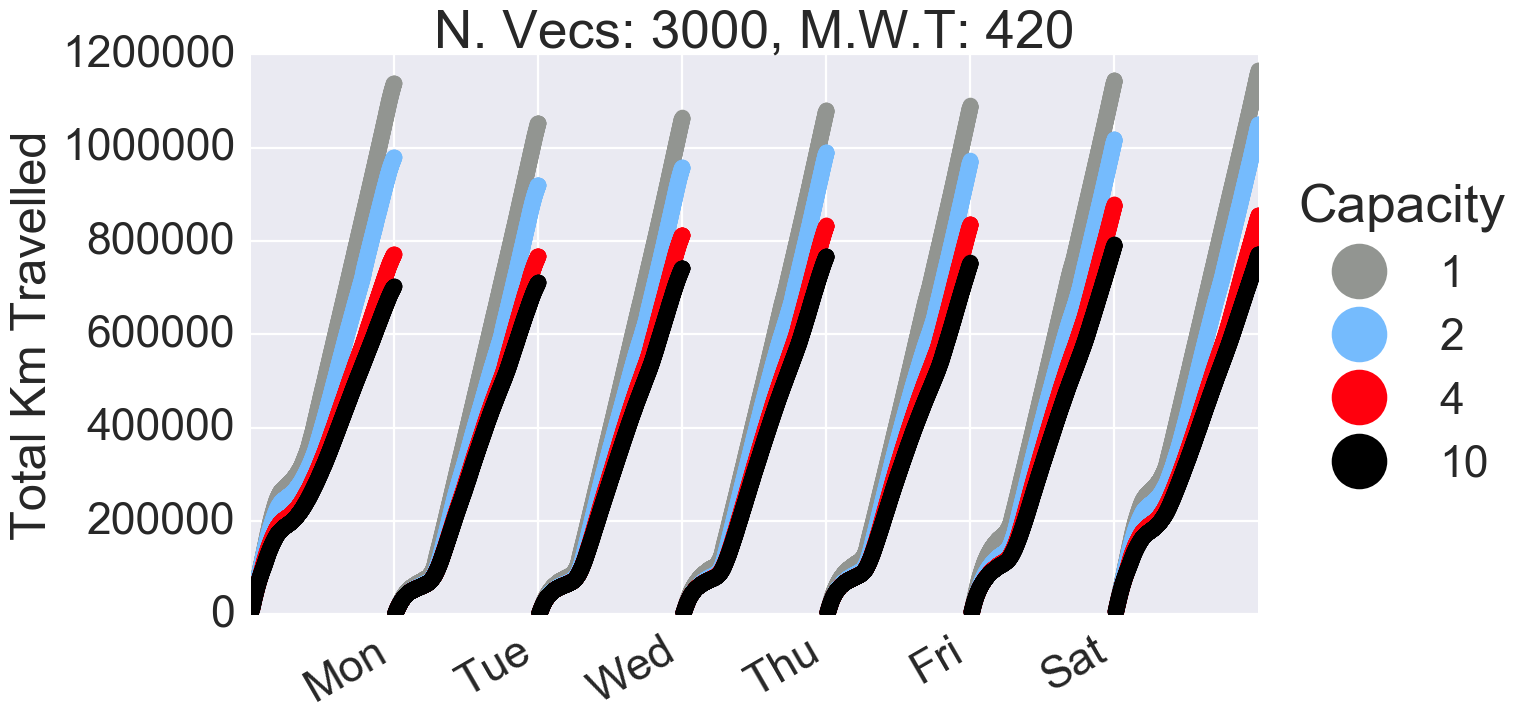 N. Vecs: 3000, M.W.T: 420
Total Km Travelled
1200000
1000000
800000
600000
400000
200000
0
Mon
Tue
Wed
Thu
Fri
Sat
Capacity
1
2
4
10